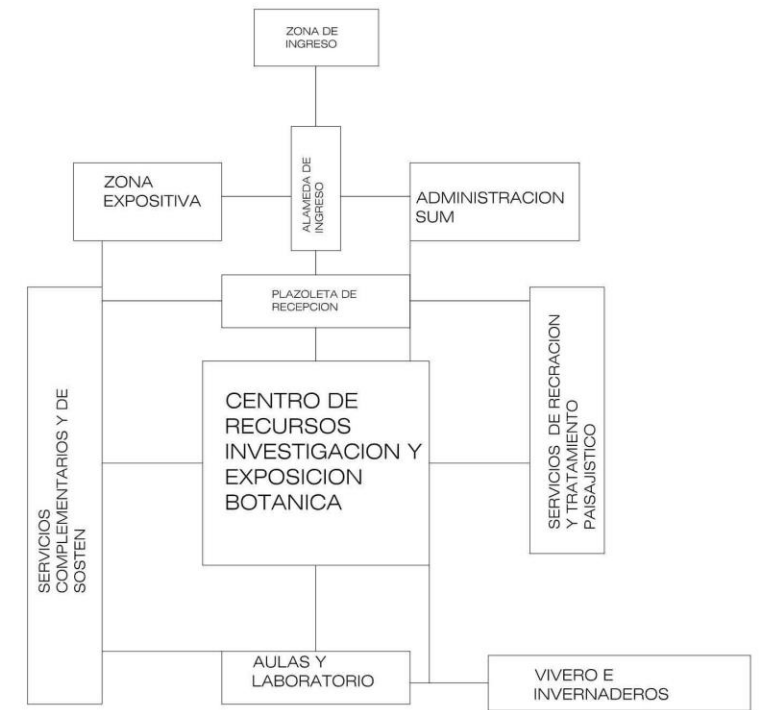 ZONA DE
INGRESO
ALAMEDA DE
INGRESO
ZONA
EXPOSITIVA
ADMINISTRACION
SUM
PLAZOLETA DE
RECEPCION
SERVICIOS
COMPLEMENTARIOS Y DE
SOSTEN
CENTRO DE
RECURSOS
INVESTIGACION Y
EXPOSICION
BOTANICA
SERVICIOS DE RECRACION
Y TRATAMIENTO
PAISAJISTICO
AULAS Y
LABORATORIO
VIVERO E
INVERNADEROS